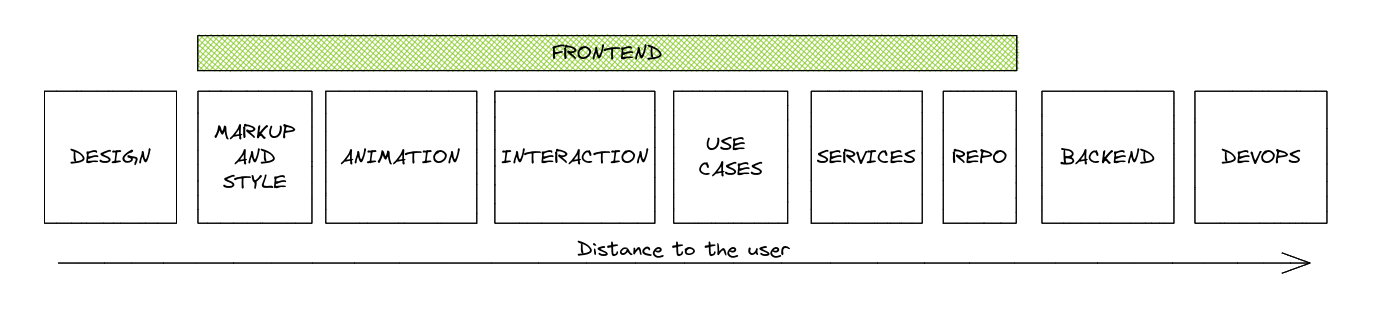 FRONTEND
DESIGN
MARKUP
AND
STYLE
ANIMATION
INTERACTION
USE
CASES
SERVICES
REPO
BACKEND
DEVOPS
Distance to the user